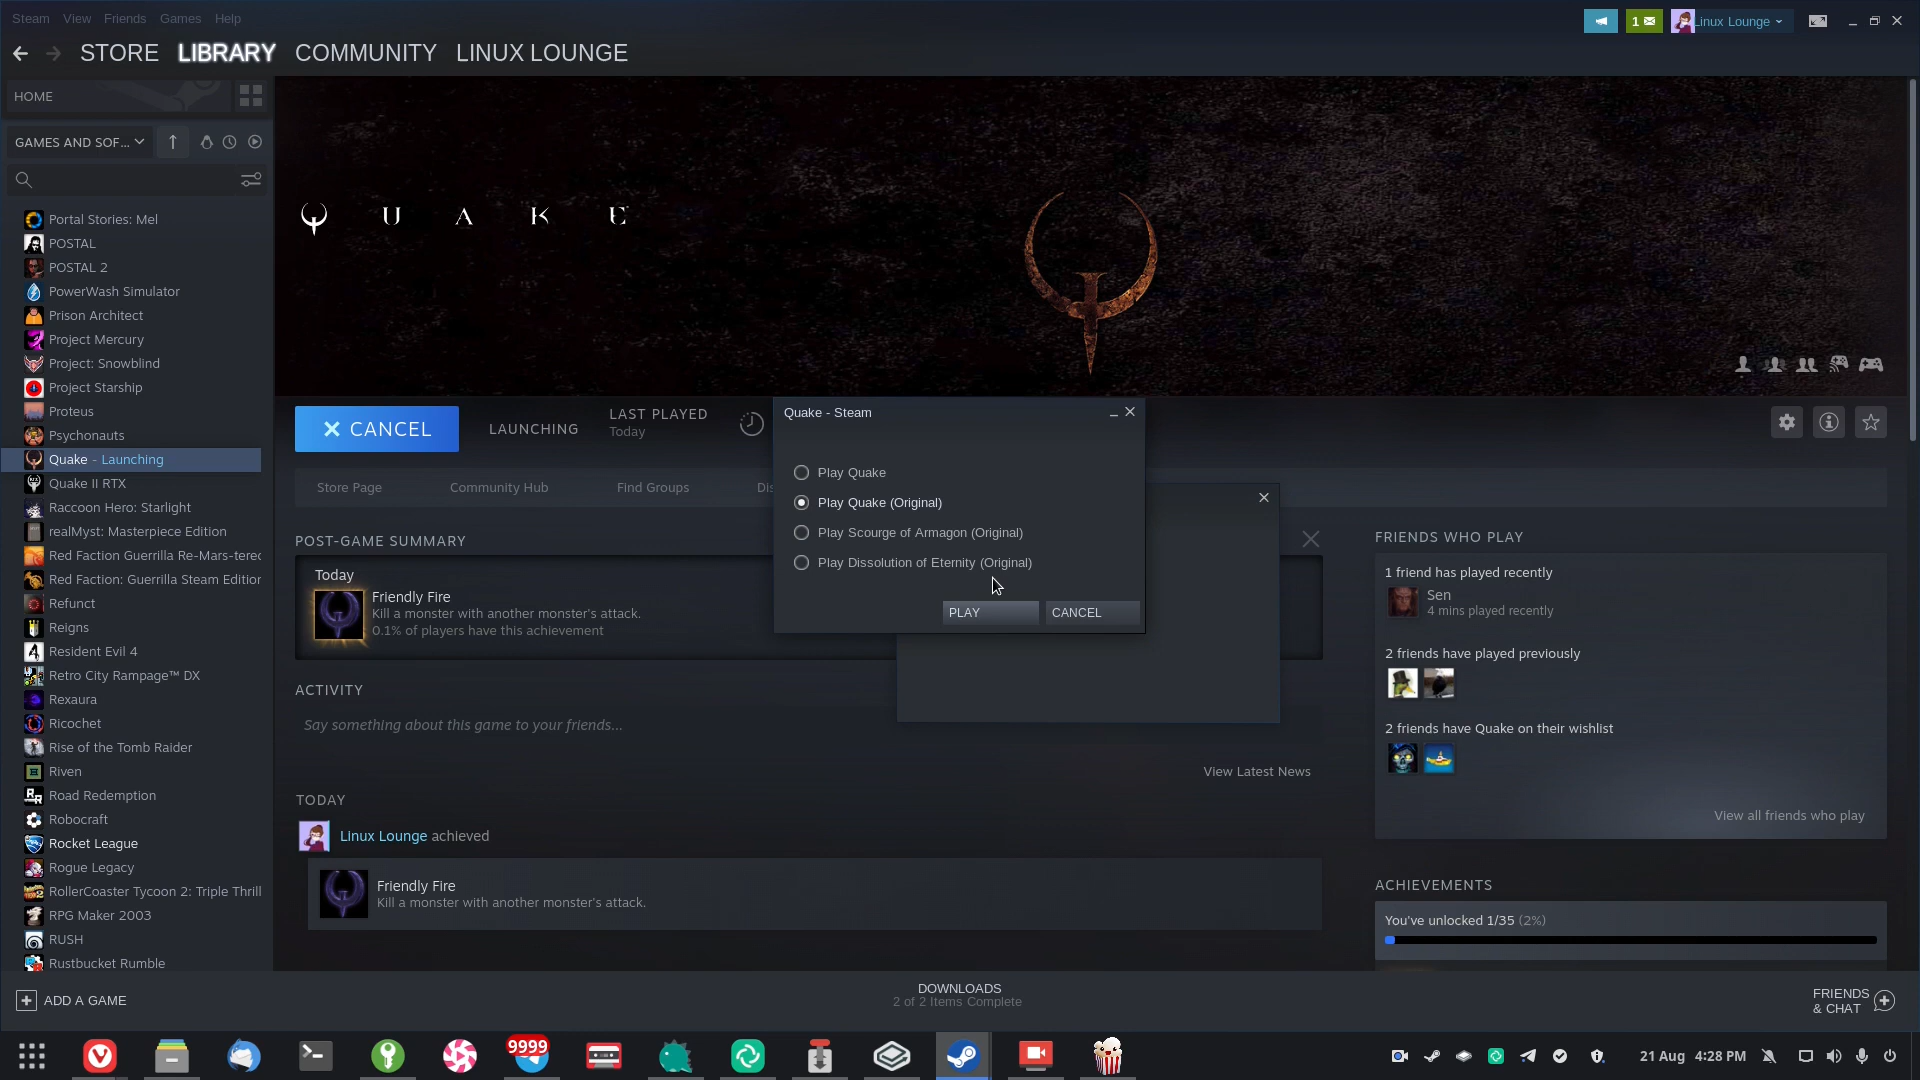 Steam View Friends Games Help
1
Linux Lounge
STORE LIBRARY COMMUNITY LINUX LOUNGE
HOME
GAMES AND SOF...
Portal Stories: Mel
POSTAL
POSTAL 2
PowerWash Simulator
Prison Architect
Project Mercury
Project: Snowblind
Project Starship
Proteus
Psychonauts
Quake - Launching
Quake II RTX
Raccoon Hero: Starlight
realMyst: Masterpiece Edition
Red Faction Guerrilla Re-Mars-tered
Red Faction: Guerrilla Steam Edition
Refunct
Reigns
Resident Evil 4
Retro City Rampage™ DX
Rexaura
Ricochet
Rise of the Tomb Raider
Riven
Road Redemption
Robocraft
Rocket League
Rogue Legacy
RollerCoaster Tycoon 2: Triple Thrill
RPG Maker 2003
RUSH
Rustbucket Rumble
QUAKE
CANCEL
LAUNCHING
LAST PLAYED
Today
Store Page
Community Hub
Find Groups
Dis
Quake - Steam
Play Quake
Play Quake (Original)
Play Scourge of Armagon (Original)
Play Dissolution of Eternity (Original)
PLAY
CANCEL
POST-GAME SUMMARY
Today
Friendly Fire
Kill a monster with another monster's attack.
0.1% of players have this achievement
ACTIVITY
Say something about this game to your friends...
View Latest News
TODAY
Linux Lounge achieved
Friendly Fire
Kill a monster with another monster's attack.
FRIENDS WHO PLAY
1 friend has played recently
Sen
4 mins played recently
2 friends have played previously
2 friends have Quake on their wishlist
View all friends who play
ACHIEVEMENTS
You've unlocked 1/35 (2%)
ADD A GAME
DOWNLOADS
2 of 2 Items Complete
FRIENDS
& CHAT
9999
21 Aug 4:28 PM